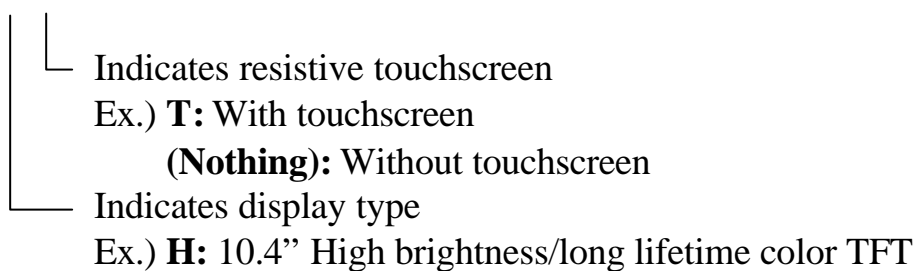 Indicates resistive touchscreen
Ex.) T: With touchscreen
(Nothing): Without touchscreen
Indicates display type
Ex.) H: 10.4” High brightness/long lifetime color TFT